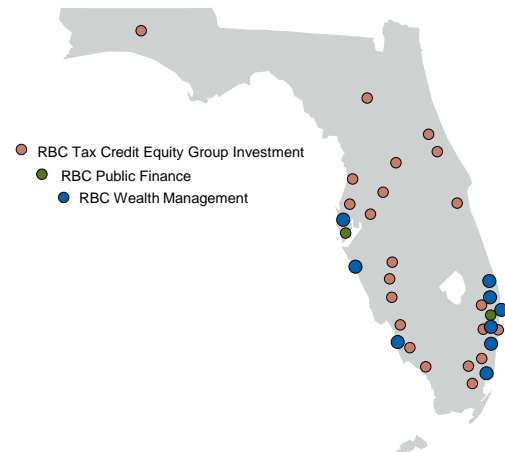 RBC Tax Credit Equity Group Investment
RBC Public Finance
RBC Wealth Management